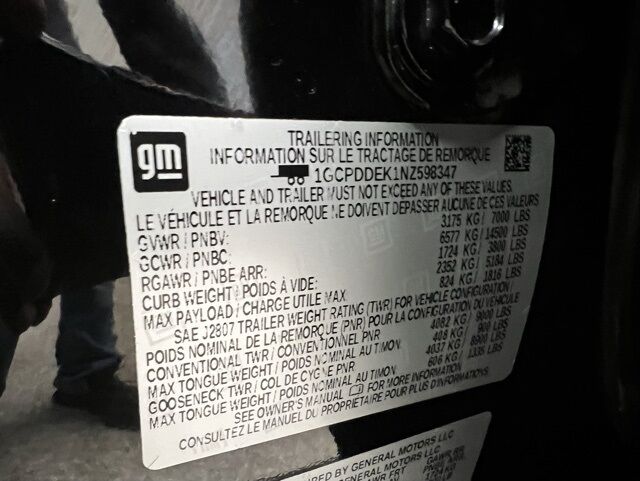 gm
TRAILERING INFORMATION
INFORMATION SUR LE TRACTAGE DE REMORQUE
1GCPDDEK1NZ598347
VEHICLE AND TRAILER MUST NOT EXCEED ANY OF THESE VALUES.
LE VÉHICULE ET LA REMORQUE NE DOIVENT DÉPASSER AUCUNE DE CES VALEURS
GVWR / PNBV: 3175 KG / 7000 LBS
GCWR / PNBC: 6577 KG / 14500 LBS
RGAWR / PNBE ARR: 1724 KG / 3800 LBS
CURB WEIGHT / POIDS À VIDE: 2352 KG / 5184 LBS
MAX PAYLOAD / CHARGE UTILE MAX: 824 KG / 1816 LBS
SAE J2807 TRAILER WEIGHT RATING (TWR) FOR VEHICLE CONFIGURATION /
POIDS NOMINAL DE LA REMORQUE (PNR) POUR LA CONFIGURATION DU VÉHICULE
CONVENTIONAL TWR / CONVENTIONNEL PNR 4082 KG / 9000 LBS
MAX TONGUE WEIGHT / POIDS NOMINAL AU TIMON: 408 KG / 900 LBS
GOOSENECK TWR / COL DE CYGNE PNR 4037 KG / 8900 LBS
MAX TONGUE WEIGHT / POIDS NOMINAL AU TIMON 606 KG / 1335 LBS
SEE OWNER'S MANUAL FOR MORE INFORMATION
CONSULTEZ LE MANUEL DU PROPRIÉTAIRE POUR PLUS D'INFORMATIONS.
BY GENERAL MOTORS LLC
GENERAL MOTORS LLC
GAWR FRT GAWR RR